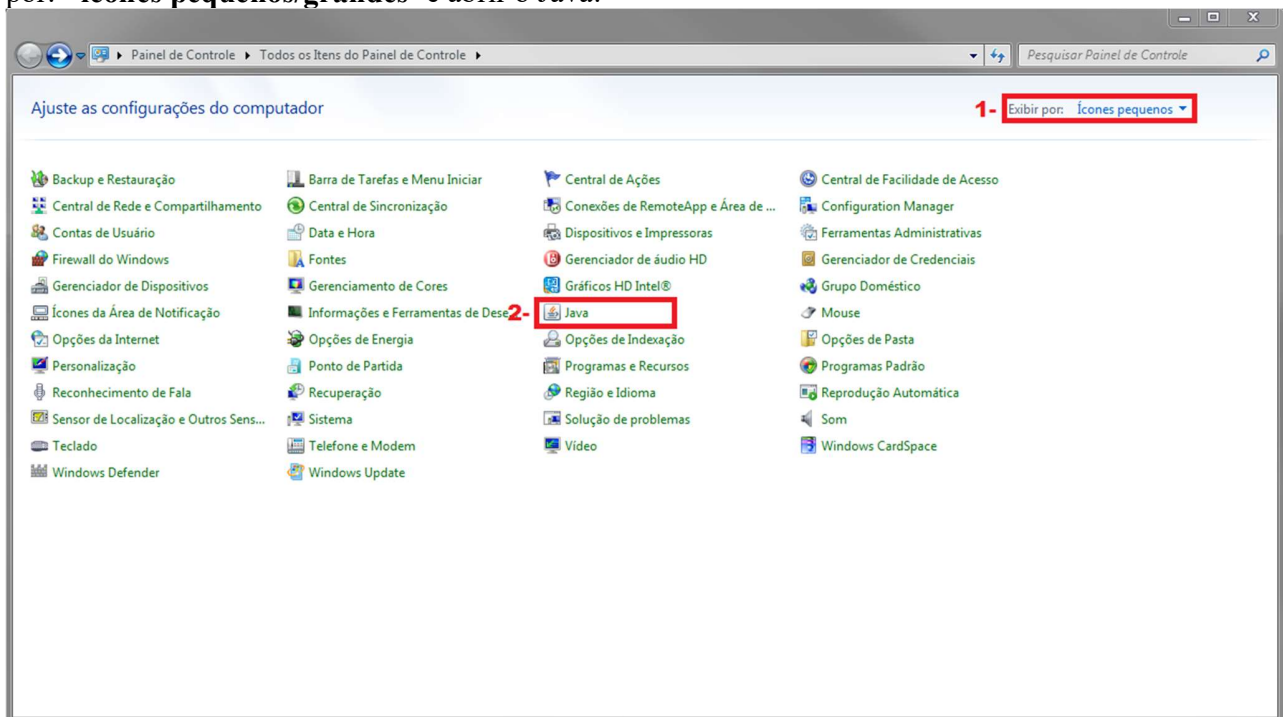 por: "ícones pequenos/grandes" e abrir o Java.
Painel de Controle ▸ Todos os Itens do Painel de Controle ▸
Pesquisar Painel de Controle
Ajuste as configurações do computador
1- Exibir por: Ícones pequenos
Backup e Restauração Barra de Tarefas e Menu Iniciar Central de Ações Central de Facilidade de Acesso
Central de Rede e Compartilhamento Central de Sincronização Conexões de RemoteApp e Área de ... Configuration Manager
Contas de Usuário Data e Hora Dispositivos e Impressoras Ferramentas Administrativas
Firewall do Windows Fontes Gerenciador de áudio HD Gerenciador de Credenciais
Gerenciador de Dispositivos Gerenciamento de Cores Gráficos HD Intel® Grupo Doméstico
Ícones da Área de Notificação Informações e Ferramentas de Dese 2- Java Mouse
Opções da Internet Opções de Energia Opções de Indexação Opções de Pasta
Personalização Ponto de Partida Programas e Recursos Programas Padrão
Reconhecimento de Fala Recuperação Região e Idioma Reprodução Automática
Sensor de Localização e Outros Sens... Sistema Solução de problemas Som
Teclado Telefone e Modem Vídeo Windows CardSpace
Windows Defender Windows Update